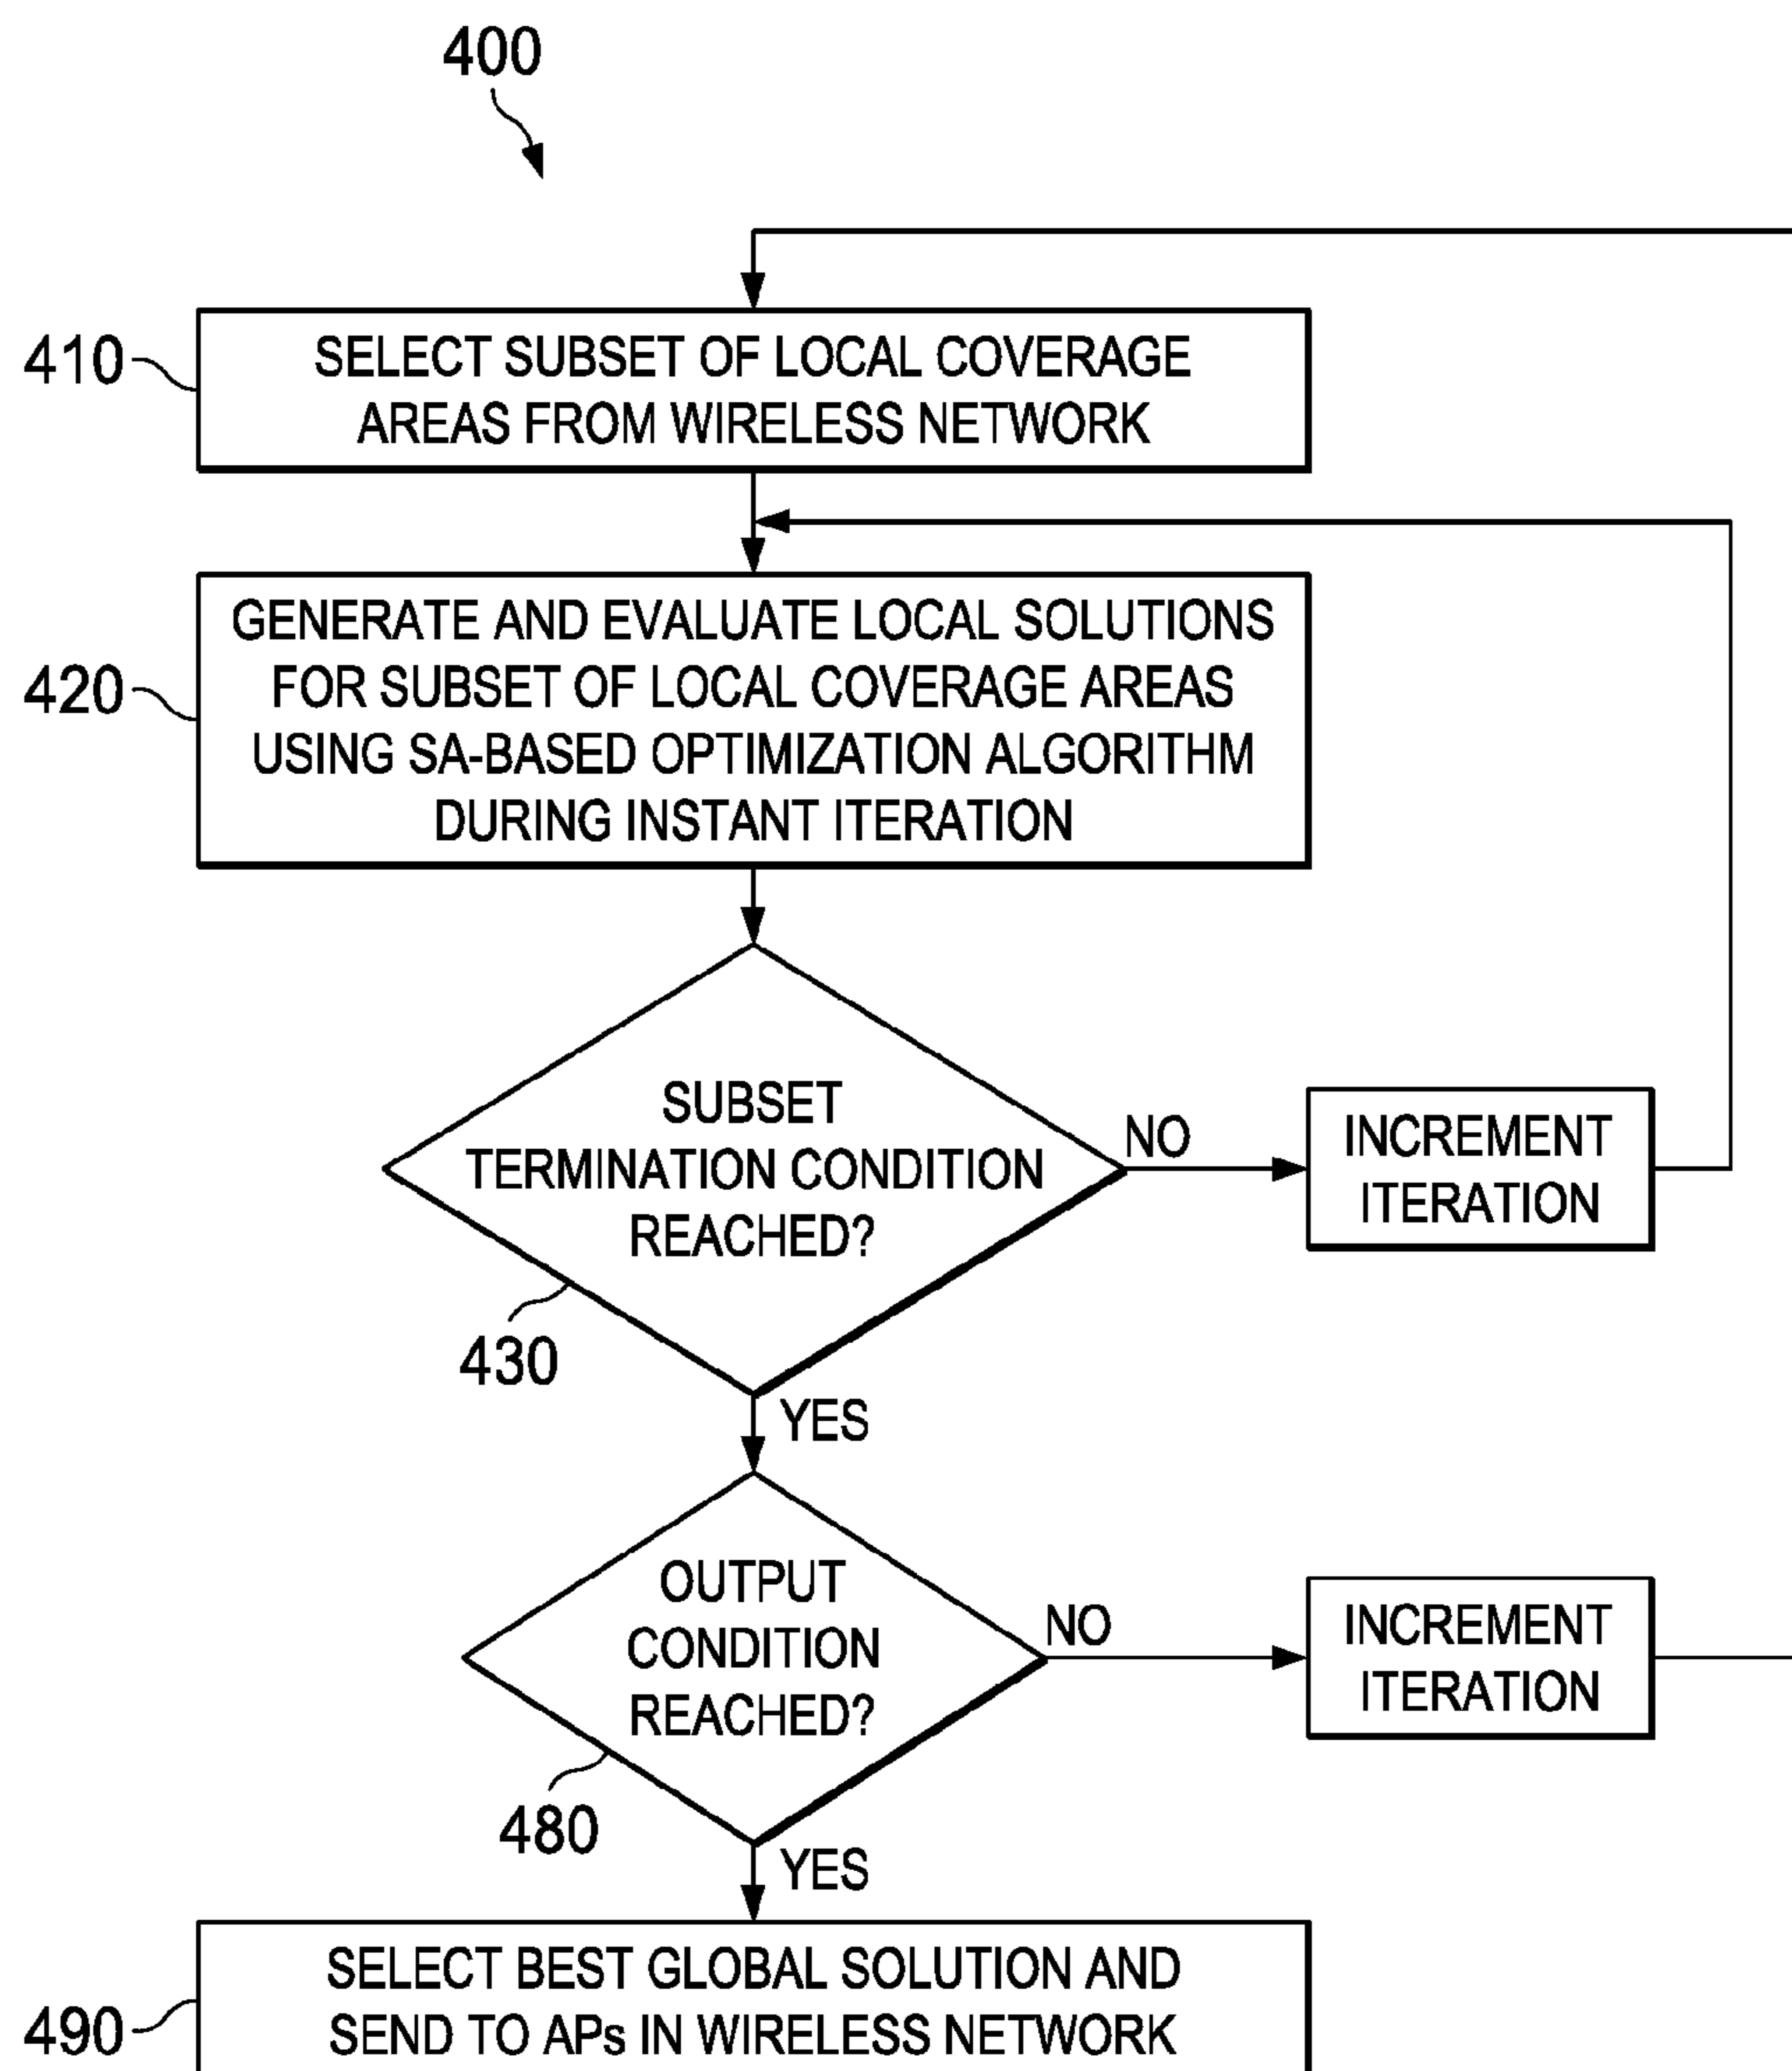 400
410
SELECT SUBSET OF LOCAL COVERAGE
AREAS FROM WIRELESS NETWORK
420
GENERATE AND EVALUATE LOCAL SOLUTIONS
FOR SUBSET OF LOCAL COVERAGE AREAS
USING SA-BASED OPTIMIZATION ALGORITHM
DURING INSTANT ITERATION
SUBSET
TERMINATION CONDITION
REACHED?
NO
INCREMENT
ITERATION
430
YES
OUTPUT
CONDITION
REACHED?
NO
INCREMENT
ITERATION
480
YES
490
SELECT BEST GLOBAL SOLUTION AND
SEND TO APs IN WIRELESS NETWORK